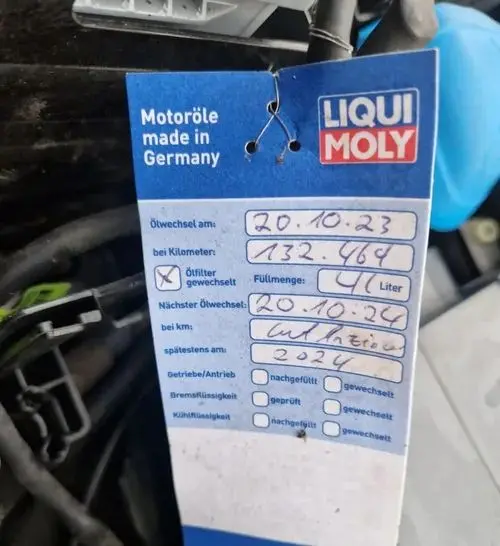 Motoröle
made in
Germany
LIQUI
MOLY
Ölwechsel am: 20.10.23
bei Kilometer: 132.469
X Ölfilter gewechselt Füllmenge: 4 L Liter
Nächster Ölwechsel: 20.10.24
bei km:
spätestens am: 2024
Getriebe/Antrieb nachgefüllt gewechselt
Bremsflüssigkeit geprüft gewechselt
Kühlflüssigkeit nachgefüllt gewechselt